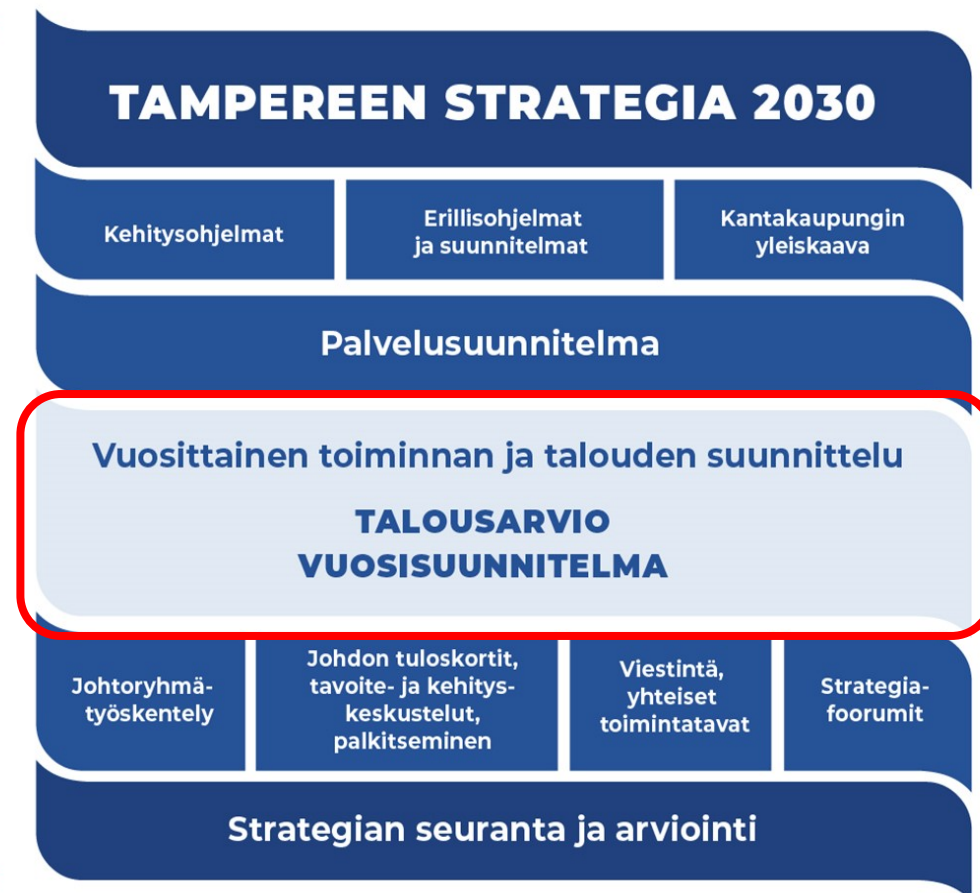 TAMPEREEN STRATEGIA 2030
Kehitysohjelmat
Erillisohjelmat
ja suunnitelmat
Kantakaupungin
yleiskaava
Palvelusuunnitelma
Vuosittainen toiminnan ja talouden suunnittelu
TALOUSARVIO
VUOSISUUNNITELMA
Johtoryhmä-
työskentely
Johdon tuloskortit,
tavoite- ja kehitys-
keskustelut,
palkitseminen
Viestintä,
yhteiset
toimintatavat
Strategia-
foorumit
Strategian seuranta ja arviointi